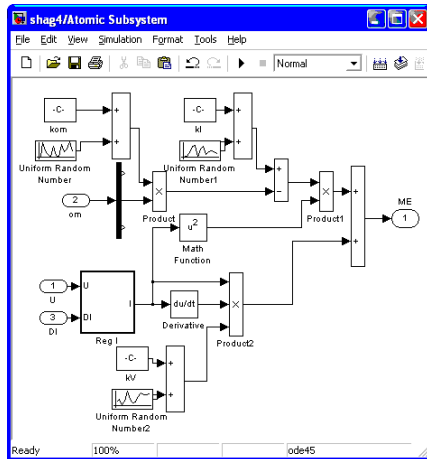 shag4/Atomic Subsystem
File Edit View Simulation Format Tools Help
Normal
-C-
kom
+
+
-C-
kI
+
+
Uniform Random
Number
Uniform Random
Number1
2
om
×
Product
+
−
×
Product1
+
+
ME
1
u²
Math
Function
1
U
3
DI
U
DI
I
Reg I
du/dt
Derivative
×
Product2
-C-
kV
+
+
Uniform Random
Number2
Ready 100% ode45